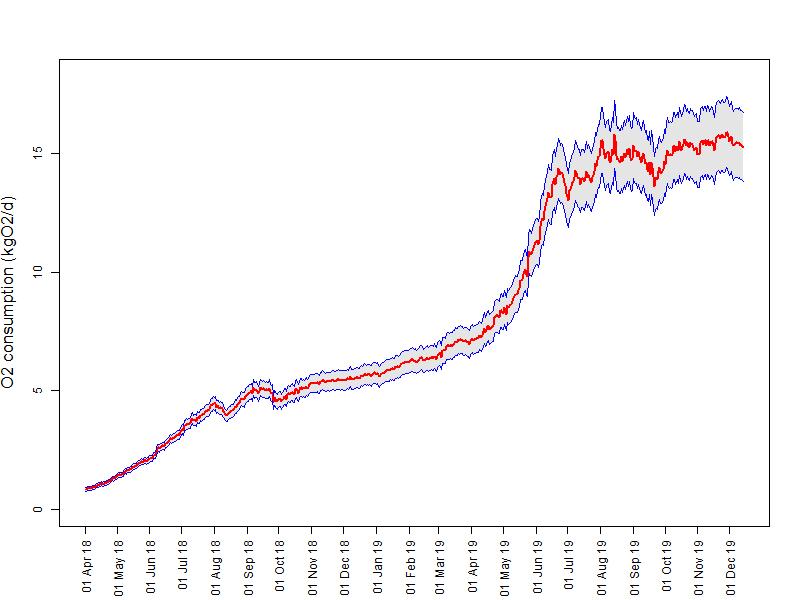 O2 consumption (kgO2/d)
15
10
5
0
01 Apr 18
01 May 18
01 Jun 18
01 Jul 18
01 Aug 18
01 Sep 18
01 Oct 18
01 Nov 18
01 Dec 18
01 Jan 19
01 Feb 19
01 Mar 19
01 Apr 19
01 May 19
01 Jun 19
01 Jul 19
01 Aug 19
01 Sep 19
01 Oct 19
01 Nov 19
01 Dec 19